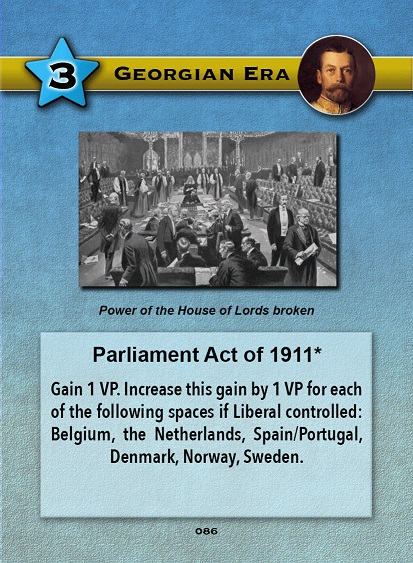 3
GEORGIAN ERA
Power of the House of Lords broken
Parliament Act of 1911*
Gain 1 VP. Increase this gain by 1 VP for each
of the following spaces if Liberal controlled:
Belgium, the Netherlands, Spain/Portugal,
Denmark, Norway, Sweden.
086